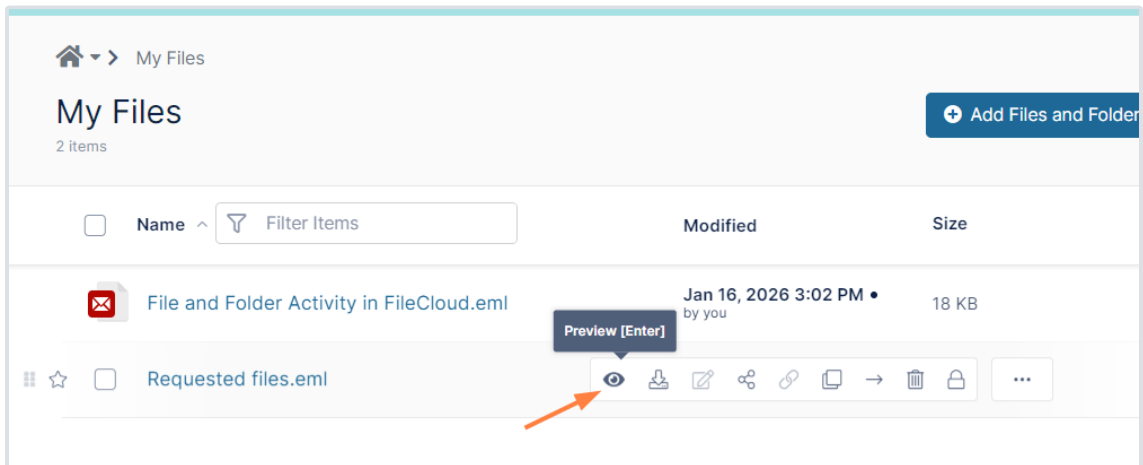 My Files
My Files
2 items
Add Files and Folder
Name
Filter Items
Modified
Size
File and Folder Activity in FileCloud.eml
Jan 16, 2026 3:02 PM •
by you
18 KB
Preview [Enter]
Requested files.eml